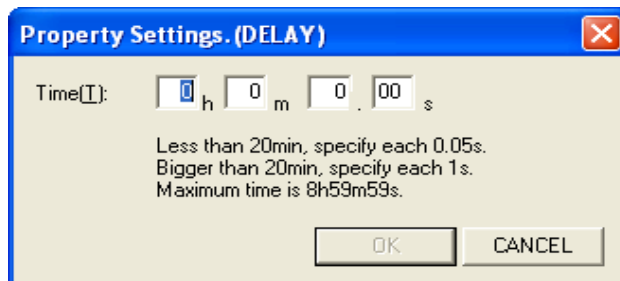 Property Settings.(DELAY)
Time(T): 0 h 0 m 0 . 00 s
Less than 20min, specify each 0.05s.
Bigger than 20min, specify each 1s.
Maximum time is 8h59m59s.
OK CANCEL